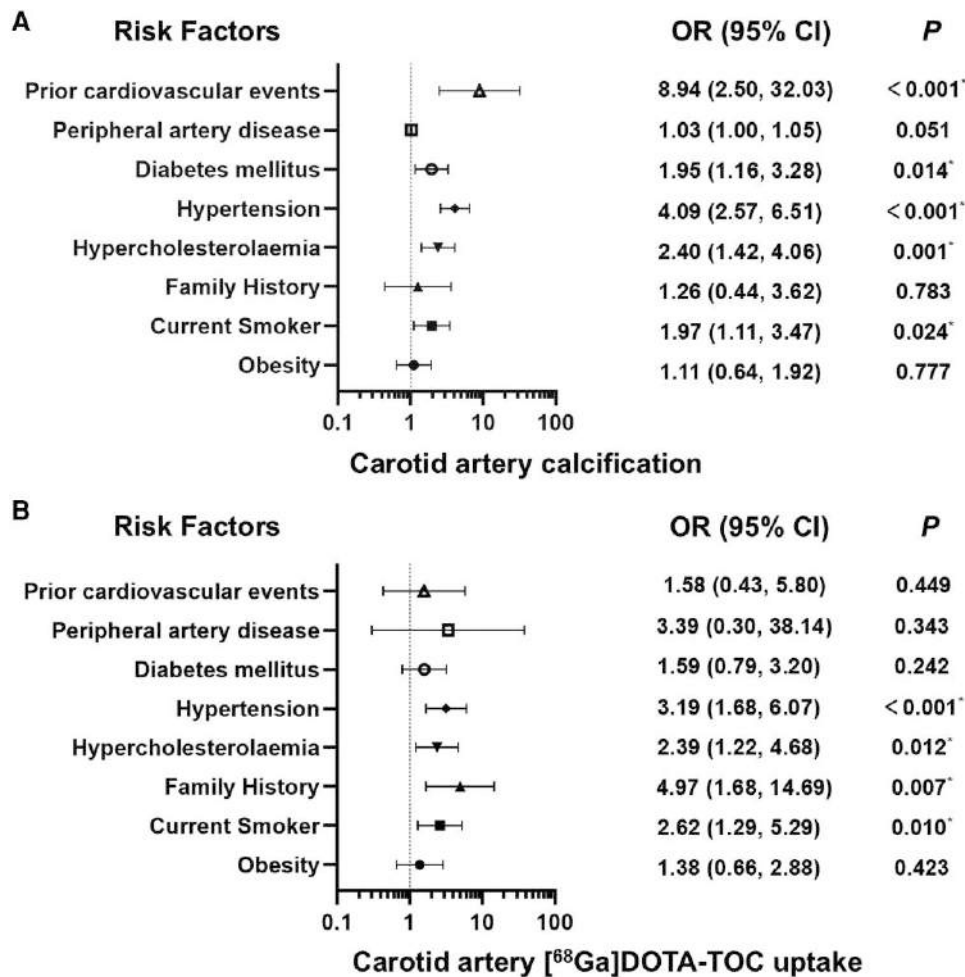 A
Risk Factors OR (95% CI) P
Prior cardiovascular events 8.94 (2.50, 32.03) < 0.001*
Peripheral artery disease 1.03 (1.00, 1.05) 0.051
Diabetes mellitus 1.95 (1.16, 3.28) 0.014*
Hypertension 4.09 (2.57, 6.51) < 0.001*
Hypercholesterolaemia 2.40 (1.42, 4.06) 0.001*
Family History 1.26 (0.44, 3.62) 0.783
Current Smoker 1.97 (1.11, 3.47) 0.024*
Obesity 1.11 (0.64, 1.92) 0.777
0.1 1 10 100
Carotid artery calcification
B
Risk Factors OR (95% CI) P
Prior cardiovascular events 1.58 (0.43, 5.80) 0.449
Peripheral artery disease 3.39 (0.30, 38.14) 0.343
Diabetes mellitus 1.59 (0.79, 3.20) 0.242
Hypertension 3.19 (1.68, 6.07) < 0.001*
Hypercholesterolaemia 2.39 (1.22, 4.68) 0.012*
Family History 4.97 (1.68, 14.69) 0.007*
Current Smoker 2.62 (1.29, 5.29) 0.010*
Obesity 1.38 (0.66, 2.88) 0.423
0.1 1 10 100
Carotid artery [⁶⁸Ga]DOTA-TOC uptake